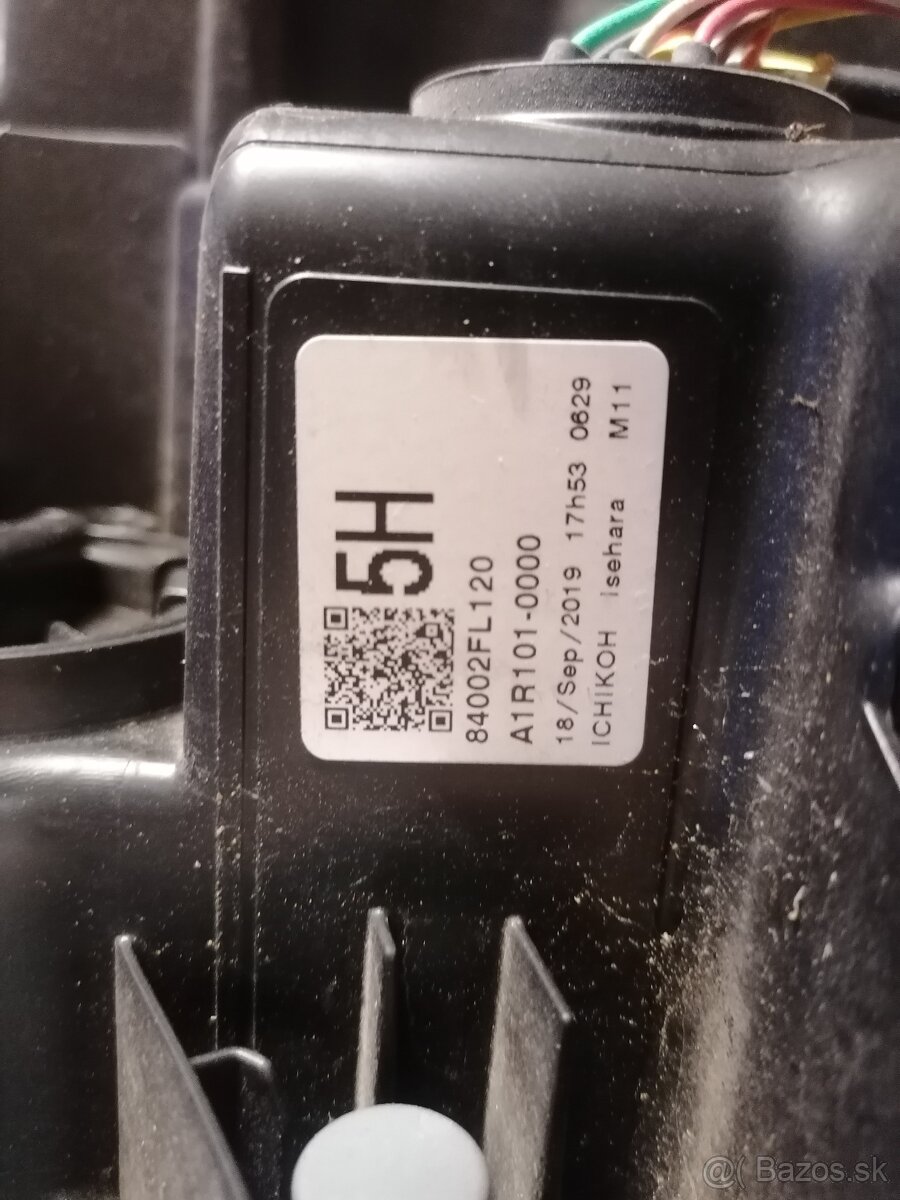 5H
84002FL120
A1R101-0000
18/Sep/2019 17h53 0629
ICHIKOH Isehara M11
@( Bazos.sk